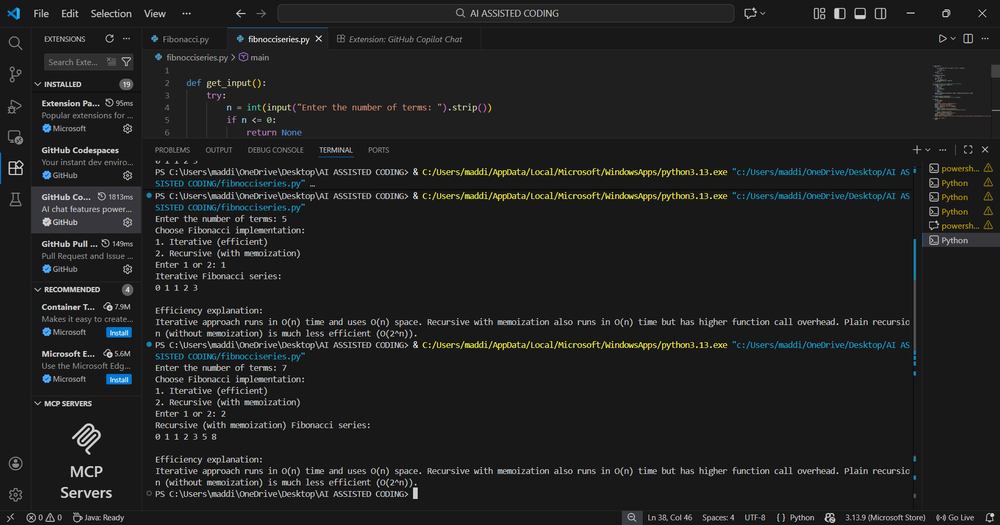 File Edit Selection View ···
AI ASSISTED CODING
EXTENSIONS
Search Exte...
INSTALLED 19
Extension Pa... 95ms
Popular extensions for ...
Microsoft
GitHub Codespaces
Your instant dev enviro...
GitHub
GitHub Co... 1813ms
AI chat features power...
GitHub
GitHub Pull ... 149ms
Pull Request and Issue ...
GitHub
RECOMMENDED 4
Container T... 7.9M
Makes it easy to create...
Microsoft Install
Microsoft E... 5.6M
Use the Microsoft Edg...
Microsoft Install
MCP SERVERS
MCP
Servers
Fibonacci.py fibnocciseries.py Extension: GitHub Copilot Chat
fibnocciseries.py > main
1
2 def get_input():
3 try:
4 n = int(input("Enter the number of terms: ").strip())
5 if n <= 0:
6 return None
PROBLEMS OUTPUT DEBUG CONSOLE TERMINAL PORTS
0 1 1 2 3
PS C:\Users\maddi\OneDrive\Desktop\AI ASSISTED CODING> & C:/Users/maddi/AppData/Local/Microsoft/WindowsApps/python3.13.exe "c:/Users/maddi/OneDrive/Desktop/AI AS
SISTED CODING/fibnocciseries.py" …
PS C:\Users\maddi\OneDrive\Desktop\AI ASSISTED CODING> & C:/Users/maddi/AppData/Local/Microsoft/WindowsApps/python3.13.exe "c:/Users/maddi/OneDrive/Desktop/AI AS
SISTED CODING/fibnocciseries.py"
Enter the number of terms: 5
Choose Fibonacci implementation:
1. Iterative (efficient)
2. Recursive (with memoization)
Enter 1 or 2: 1
Iterative Fibonacci series:
0 1 1 2 3
Efficiency explanation:
Iterative approach runs in O(n) time and uses O(n) space. Recursive with memoization also runs in O(n) time but has higher function call overhead. Plain recursio
n (without memoization) is much less efficient (O(2^n)).
PS C:\Users\maddi\OneDrive\Desktop\AI ASSISTED CODING> & C:/Users/maddi/AppData/Local/Microsoft/WindowsApps/python3.13.exe "c:/Users/maddi/OneDrive/Desktop/AI AS
SISTED CODING/fibnocciseries.py"
Enter the number of terms: 7
Choose Fibonacci implementation:
1. Iterative (efficient)
2. Recursive (with memoization)
Enter 1 or 2: 2
Recursive (with memoization) Fibonacci series:
0 1 1 2 3 5 8
Efficiency explanation:
Iterative approach runs in O(n) time and uses O(n) space. Recursive with memoization also runs in O(n) time but has higher function call overhead. Plain recursio
n (without memoization) is much less efficient (O(2^n)).
PS C:\Users\maddi\OneDrive\Desktop\AI ASSISTED CODING>
powersh...
Python
Python
Python
powersh...
Python
0 0 Java: Ready
Ln 38, Col 46 Spaces: 4 UTF-8 {} Python 3.13.9 (Microsoft Store) Go Live